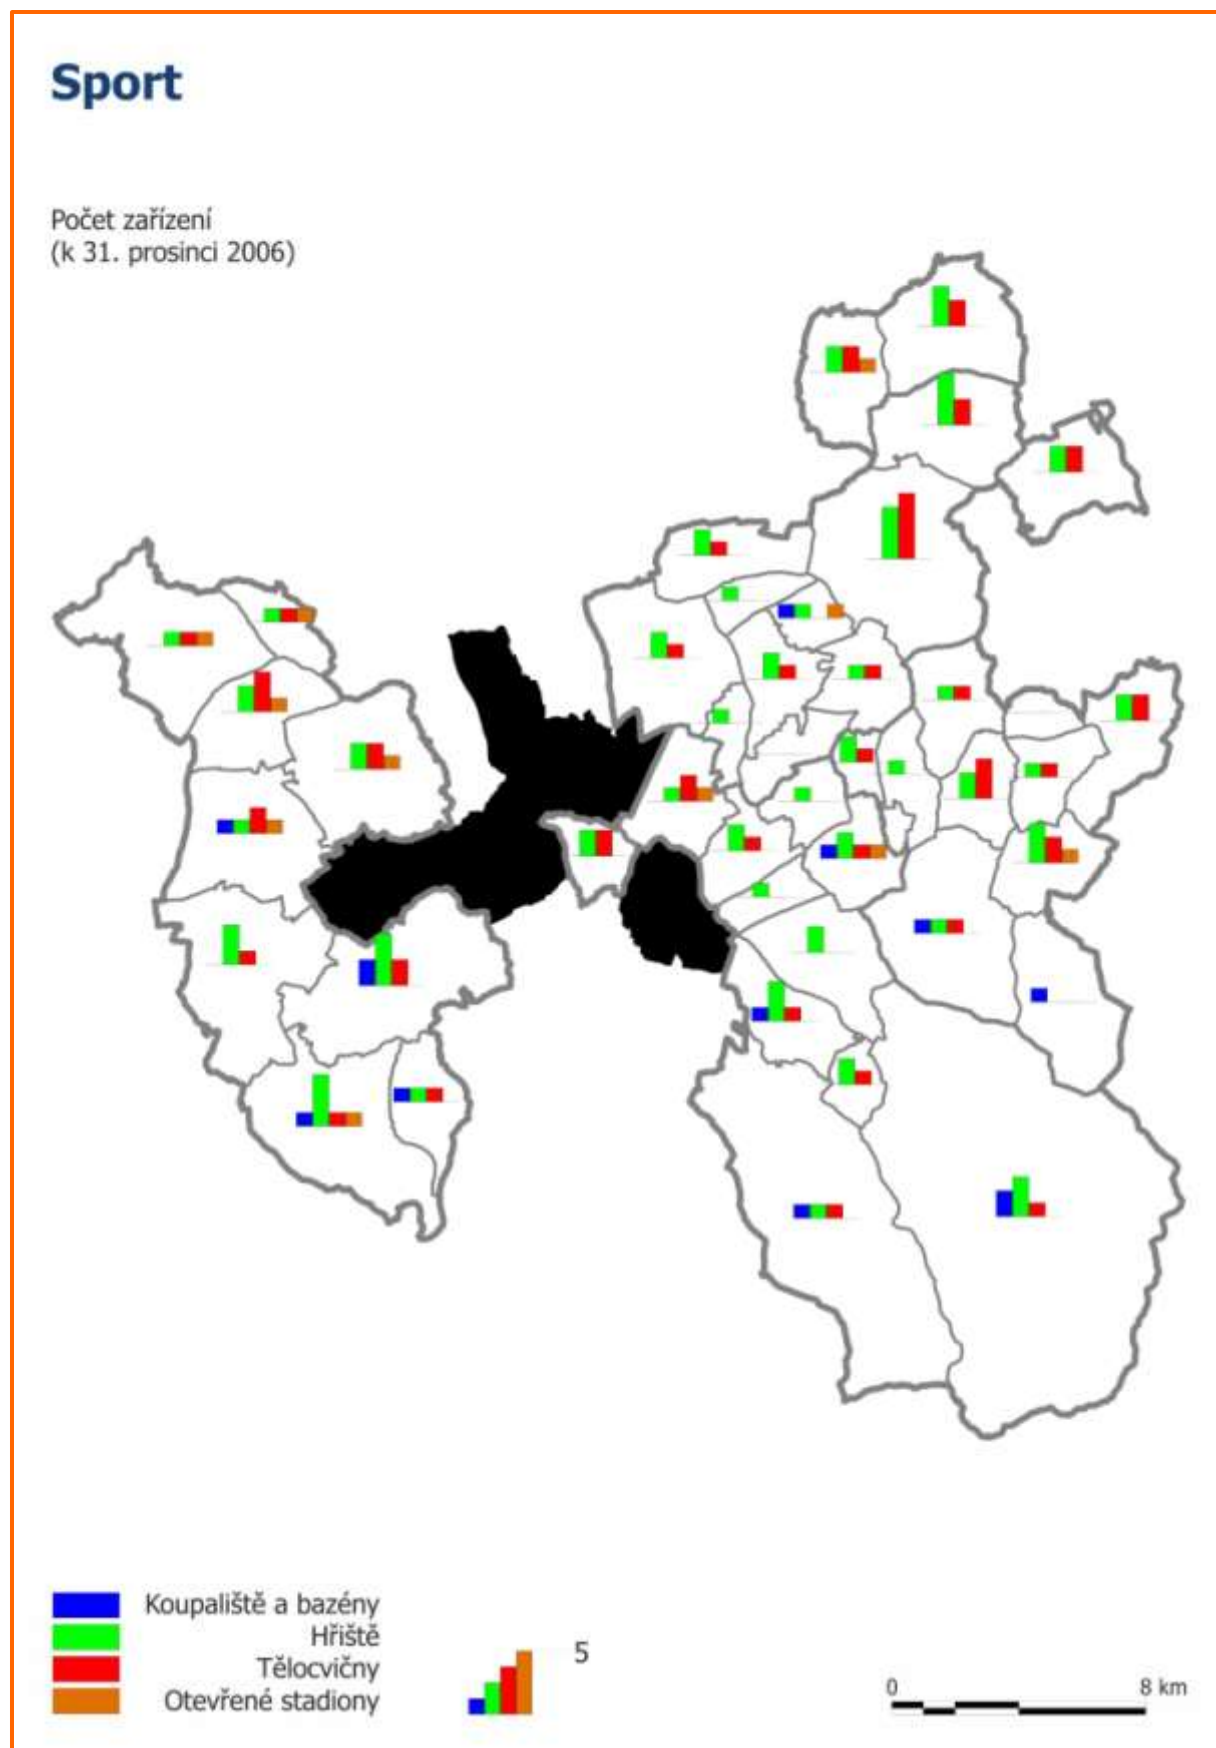 Sport
Počet zařízení
(k 31. prosinci 2006)
Koupaliště a bazény
Hřiště
Tělocvičny
Otevřené stadiony
5
0 8 km